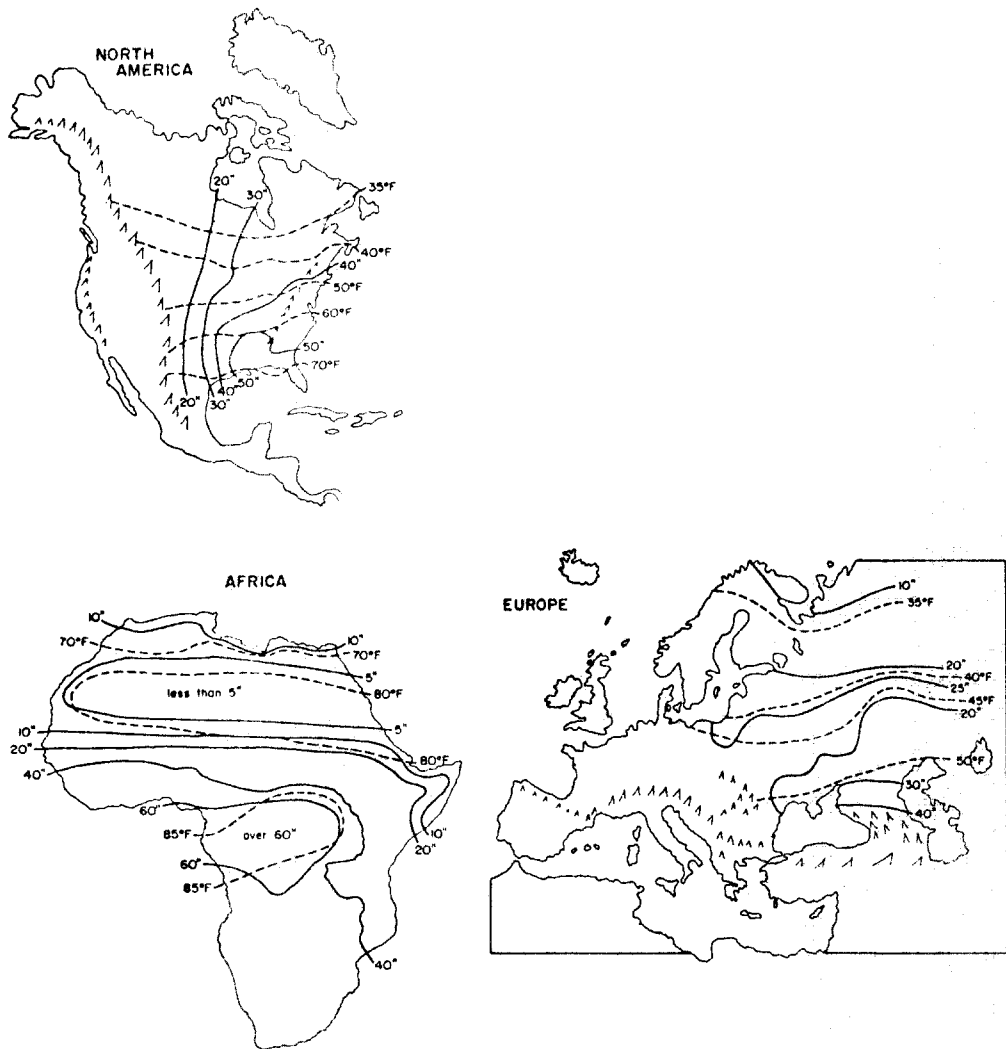 NORTH
AMERICA
20"
30"
35°F
40°F
40"
50°F
60°F
50"
70°F
50"
40"
20"
30"
AFRICA
10"
70°F
10"
70°F
5"
less than 5"
80°F
10"
5"
20"
80°F
40"
60"
85°F
over 60"
10"
20"
60"
85°F
40"
EUROPE
10"
35°F
20"
40°F
25"
45°F
20"
50°F
30"
40"